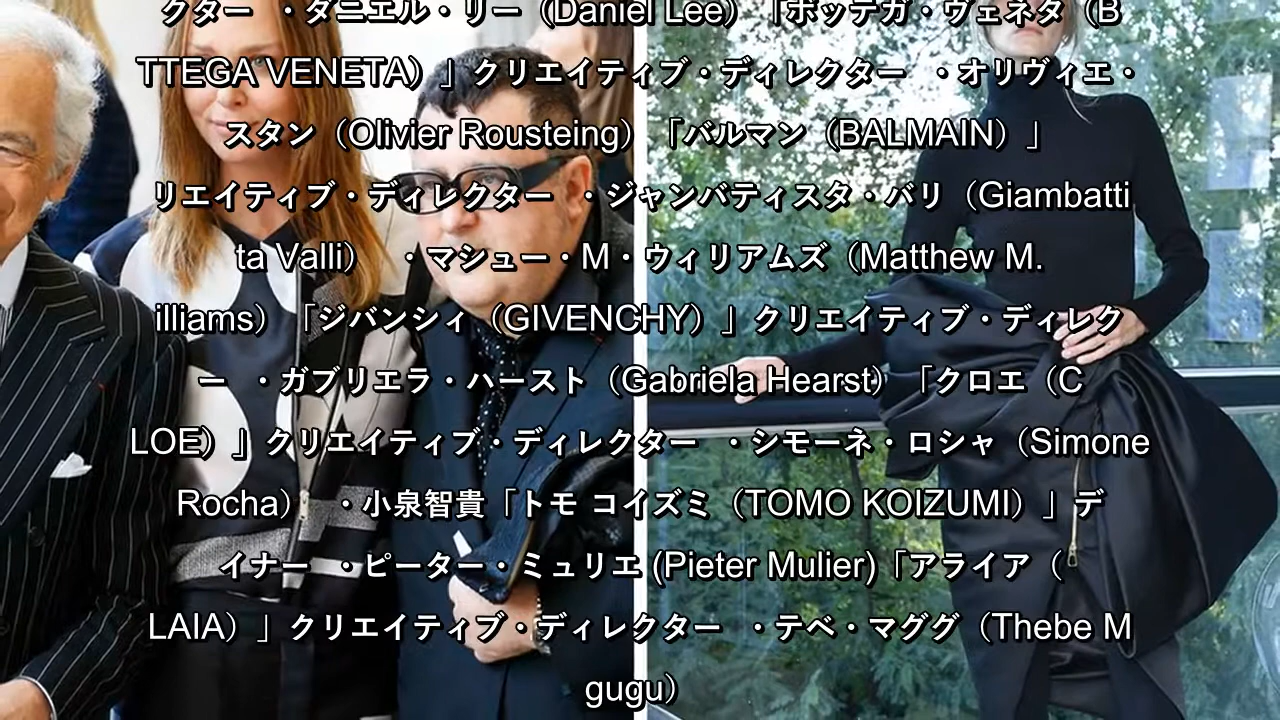 クター ・ダニエル・リー（Daniel Lee）「ボッテガ・ヴェネタ（B
TTEGA VENETA）」クリエイティブ・ディレクター ・オリヴィエ・
スタン（Olivier Rousteing）「バルマン（BALMAIN）」
リエイティブ・ディレクター ・ジャンバティスタ・バリ（Giambatti
ta Valli） ・マシュー・M・ウィリアムズ（Matthew M.
illiams）「ジバンシィ（GIVENCHY）」クリエイティブ・ディレク
ー ・ガブリエラ・ハースト（Gabriela Hearst）「クロエ（C
LOE）」クリエイティブ・ディレクター ・シモーネ・ロシャ（Simone
Rocha） ・小泉智貴「トモ コイズミ（TOMO KOIZUMI）」デ
イナー ・ピーター・ミュリエ (Pieter Mulier)「アライア（
LAIA）」クリエイティブ・ディレクター ・テベ・マググ（Thebe M
gugu）